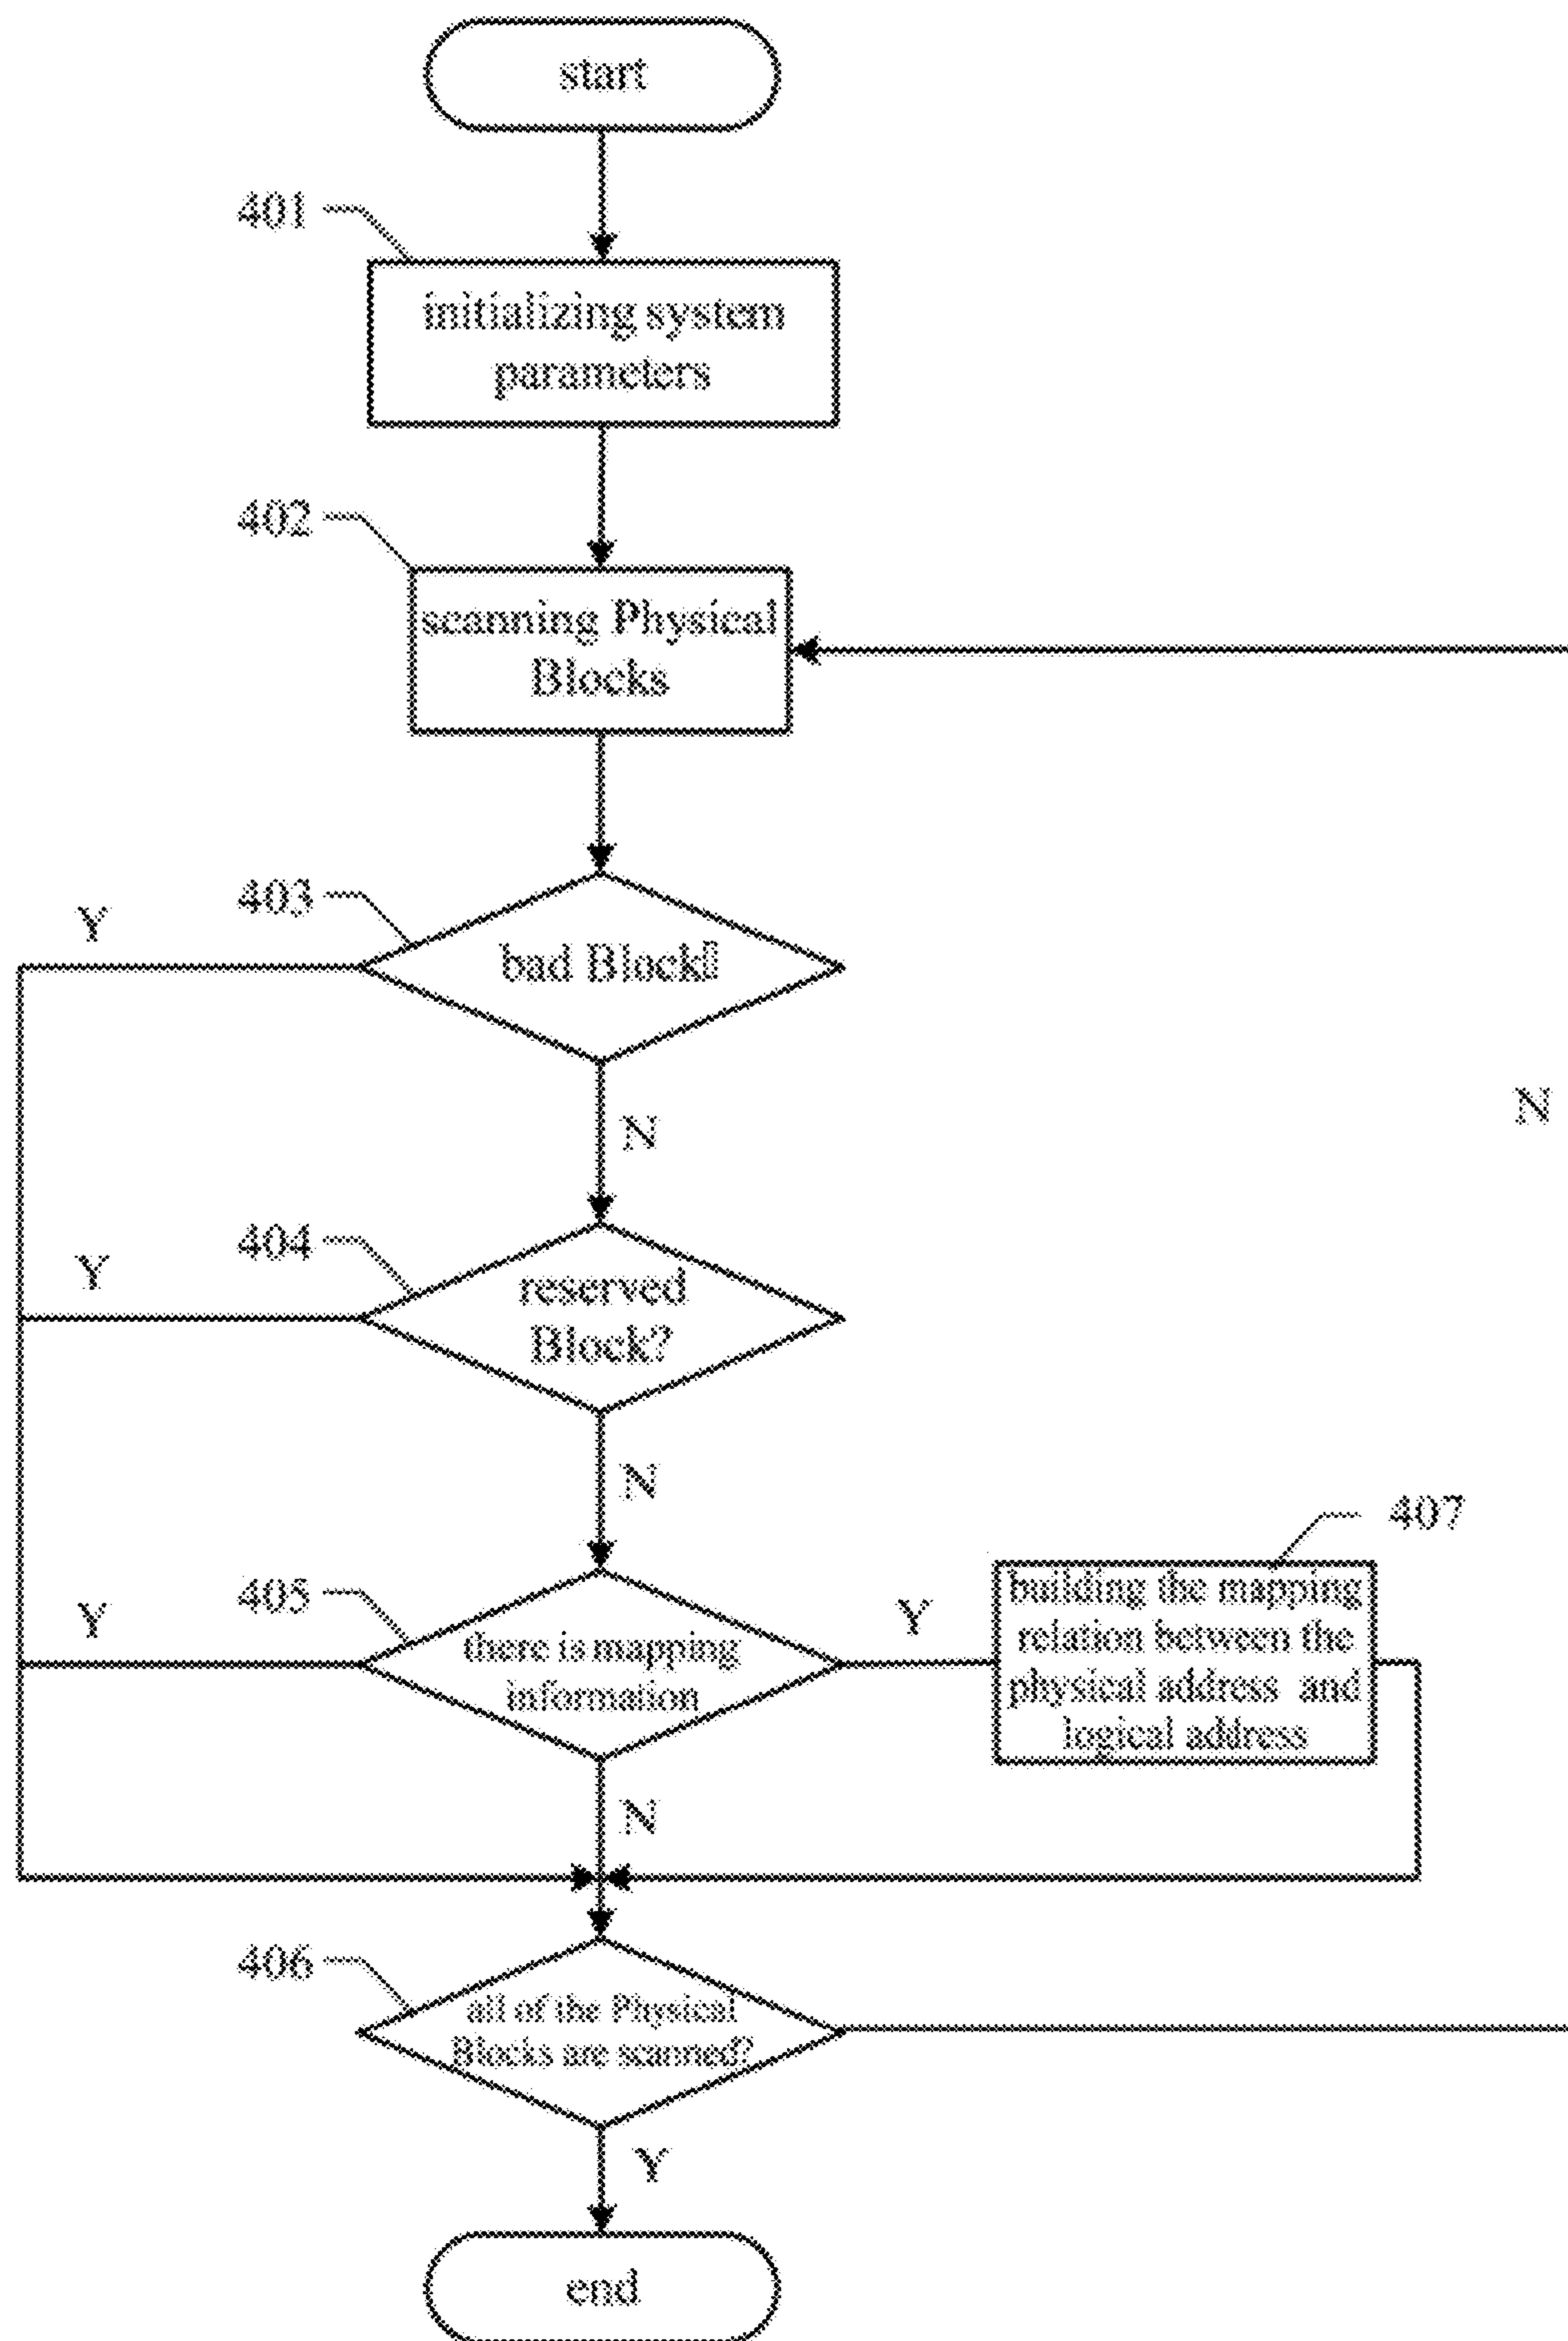 start
401
initializing system
parameters
402
scanning Physical
Blocks
403
Y
bad Block▯
N
N
404
Y
reserved
Block?
N
407
405
Y
there is mapping
information
Y
building the mapping
relation between the
physical address and
logical address
N
406
all of the Physical
Blocks are scanned?
Y
end